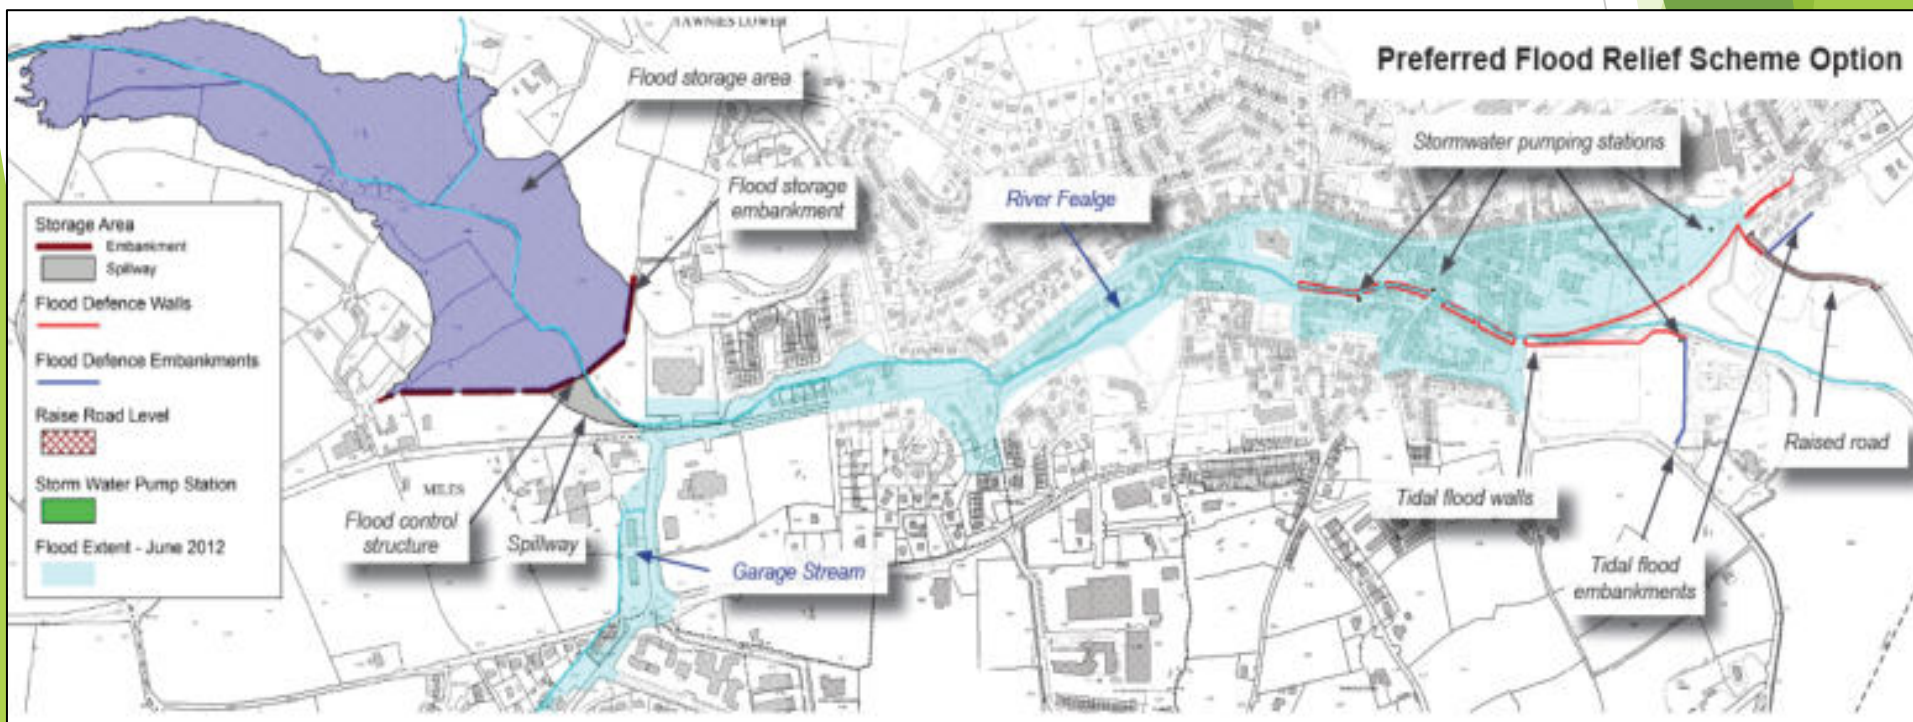 TAWNIES LOWER
Preferred Flood Relief Scheme Option
Flood storage area
Stormwater pumping stations
Flood storage
embankment
River Fealge
Storage Area
Embankment
Spillway
Flood Defence Walls
Flood Defence Embankments
Raise Road Level
Storm Water Pump Station
Flood Extent - June 2012
MILES
Flood control
structure
Spillway
Garage Stream
Tidal flood walls
Raised road
Tidal flood
embankments